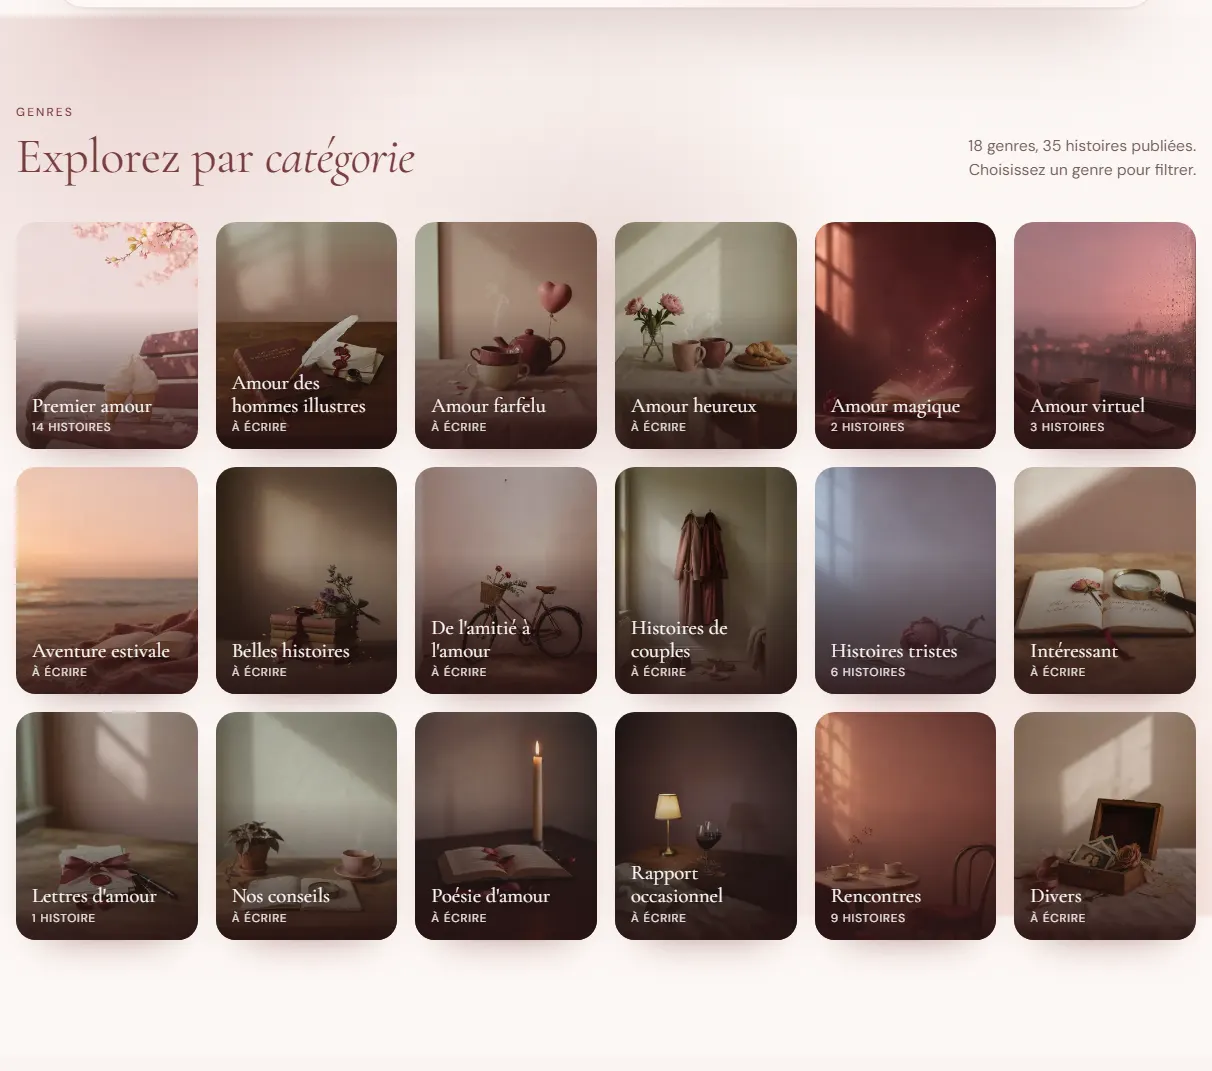 GENRES
Explorez par catégorie
18 genres, 35 histoires publiées.
Choisissez un genre pour filtrer.
Premier amour
14 HISTOIRES
Amour des
hommes illustres
À ÉCRIRE
Amour farfelu
À ÉCRIRE
Amour heureux
À ÉCRIRE
Amour magique
2 HISTOIRES
Amour virtuel
3 HISTOIRES
Aventure estivale
À ÉCRIRE
Belles histoires
À ÉCRIRE
De l'amitié à
l'amour
À ÉCRIRE
Histoires de
couples
À ÉCRIRE
Histoires tristes
6 HISTOIRES
Intéressant
À ÉCRIRE
Lettres d'amour
1 HISTOIRE
Nos conseils
À ÉCRIRE
Poésie d'amour
À ÉCRIRE
Rapport
occasionnel
À ÉCRIRE
Rencontres
9 HISTOIRES
Divers
À ÉCRIRE